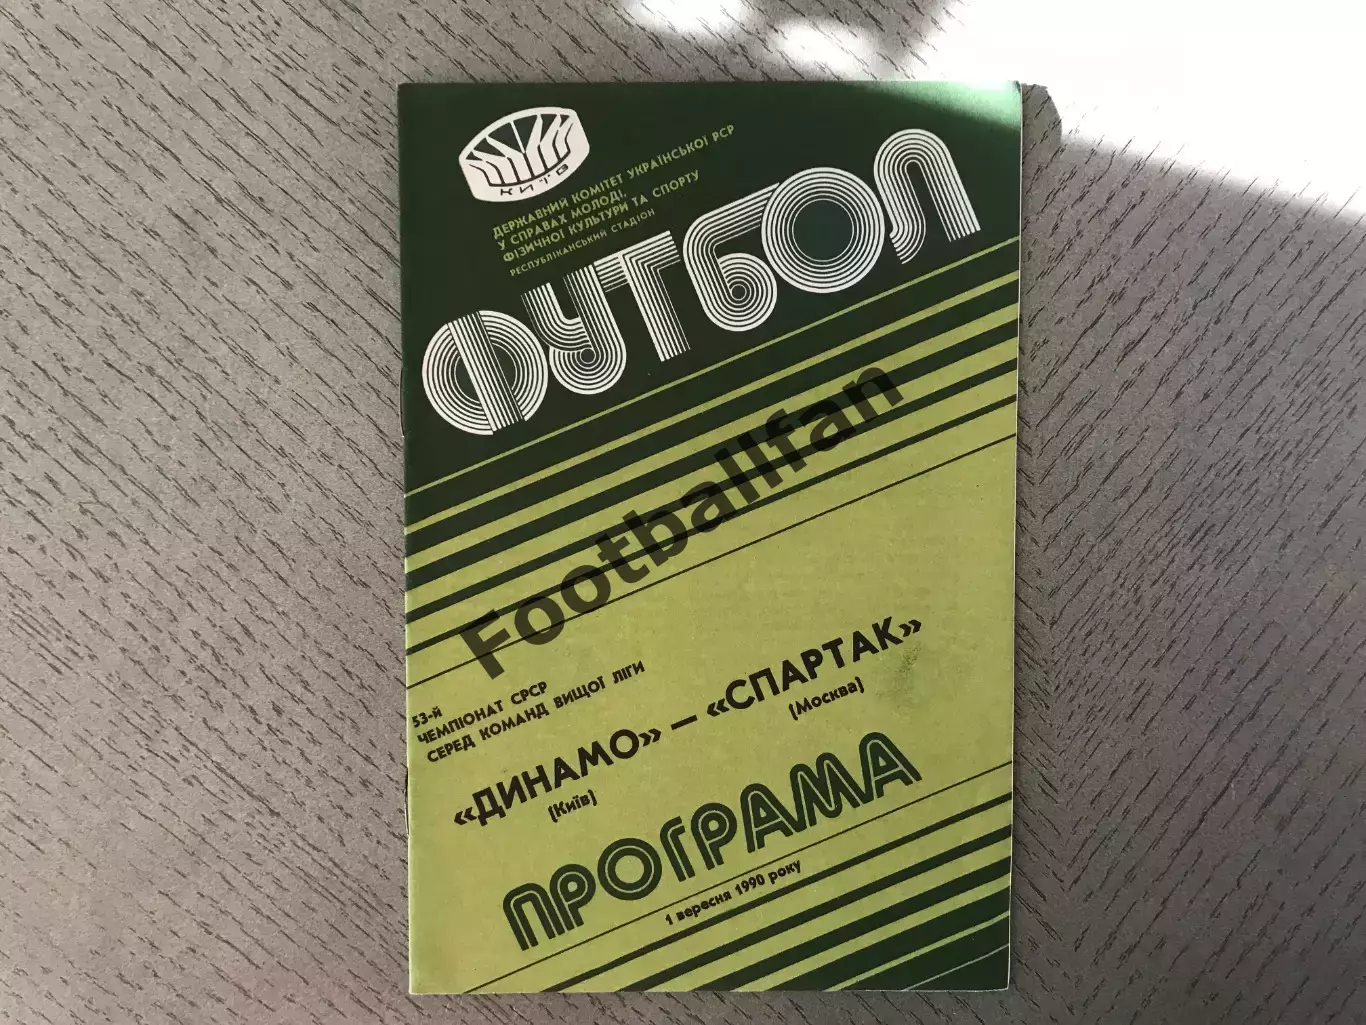 КИЇВ
ДЕРЖАВНИЙ КОМІТЕТ УКРАЇНСЬКОЇ РСР
У СПРАВАХ МОЛОДІ,
ФІЗИЧНОЇ КУЛЬТУРИ ТА СПОРТУ
РЕСПУБЛІКАНСЬКИЙ СТАДІОН
ФУТБОЛ
Footballfan
53-й
ЧЕМПІОНАТ СРСР
СЕРЕД КОМАНД ВИЩОЇ ЛІГИ
«ДИНАМО» — «СПАРТАК»
(Київ) (Москва)
ПРОГРАМА
1 вересня 1990 року